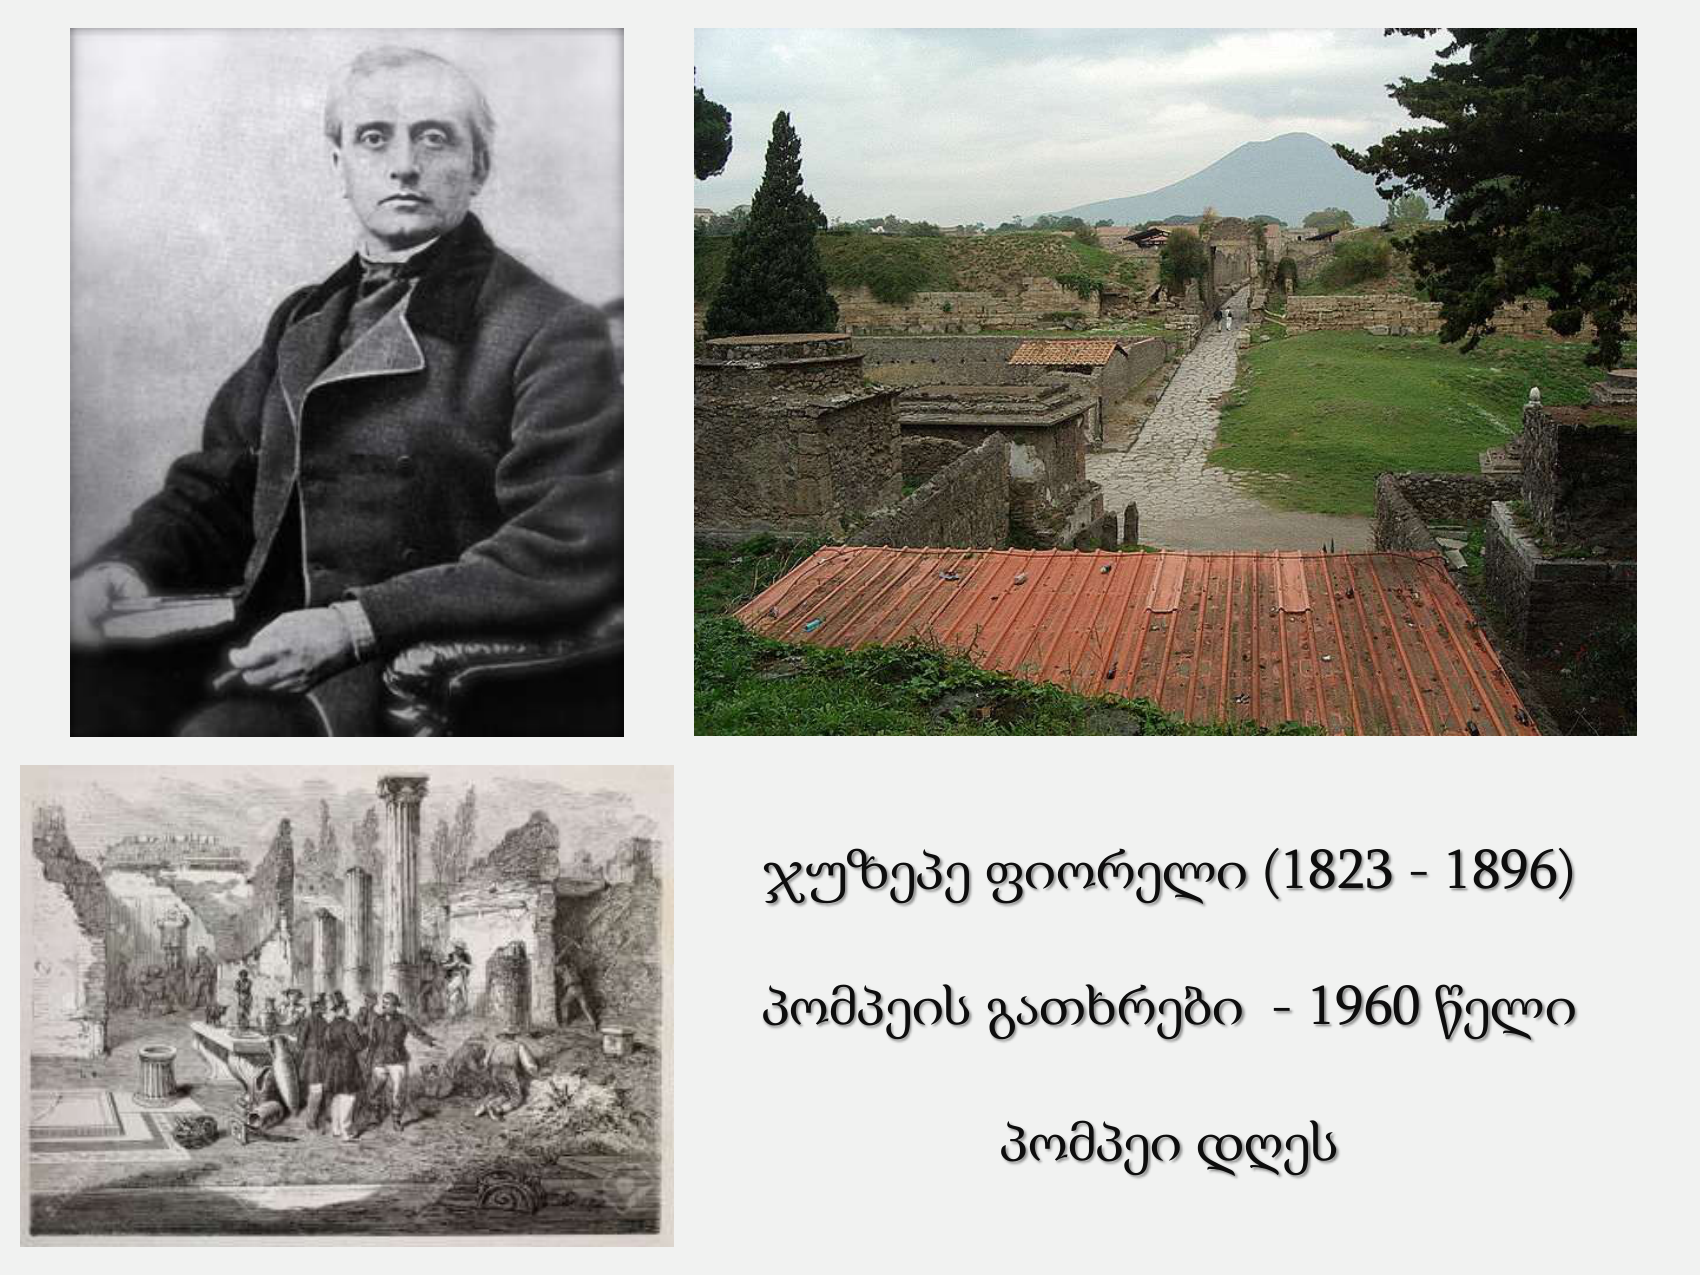 ჯუზეპე ფიორელი (1823 - 1896)
პომპეის გათხრები - 1960 წელი
პომპეი დღეს